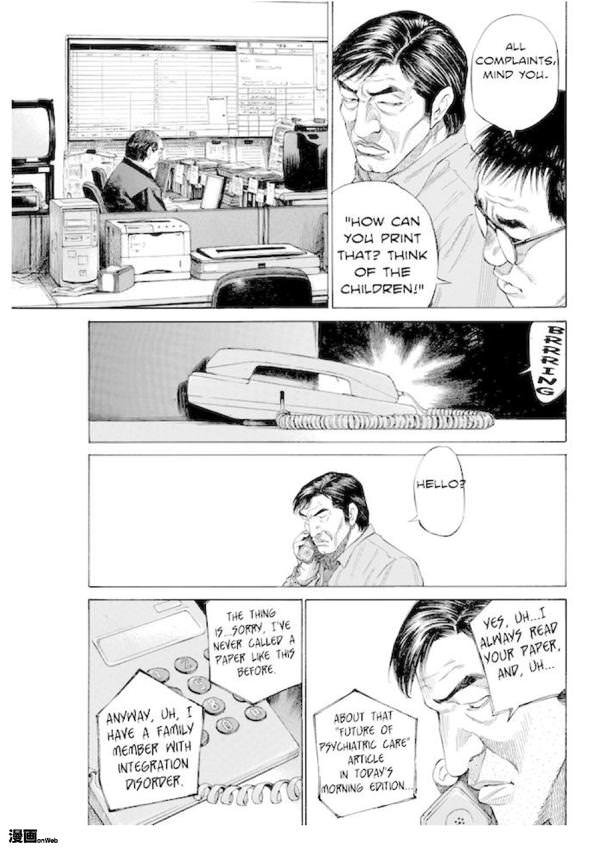 ALL
COMPLAINTS,
MIND YOU.
"HOW CAN
YOU PRINT
THAT? THINK
OF THE
CHILDREN!"
BRRRING
HELLO?
YES, UH...I
ALWAYS READ
YOUR PAPER,
AND, UH...
ABOUT THAT
"FUTURE OF
PSYCHIATRIC CARE"
ARTICLE
IN TODAY'S
MORNING EDITION...
THE THING
IS...SORRY, I'VE
NEVER CALLED A
PAPER LIKE THIS
BEFORE.
ANYWAY, UH, I
HAVE A FAMILY
MEMBER WITH
INTEGRATION
DISORDER.
漫画onWeb